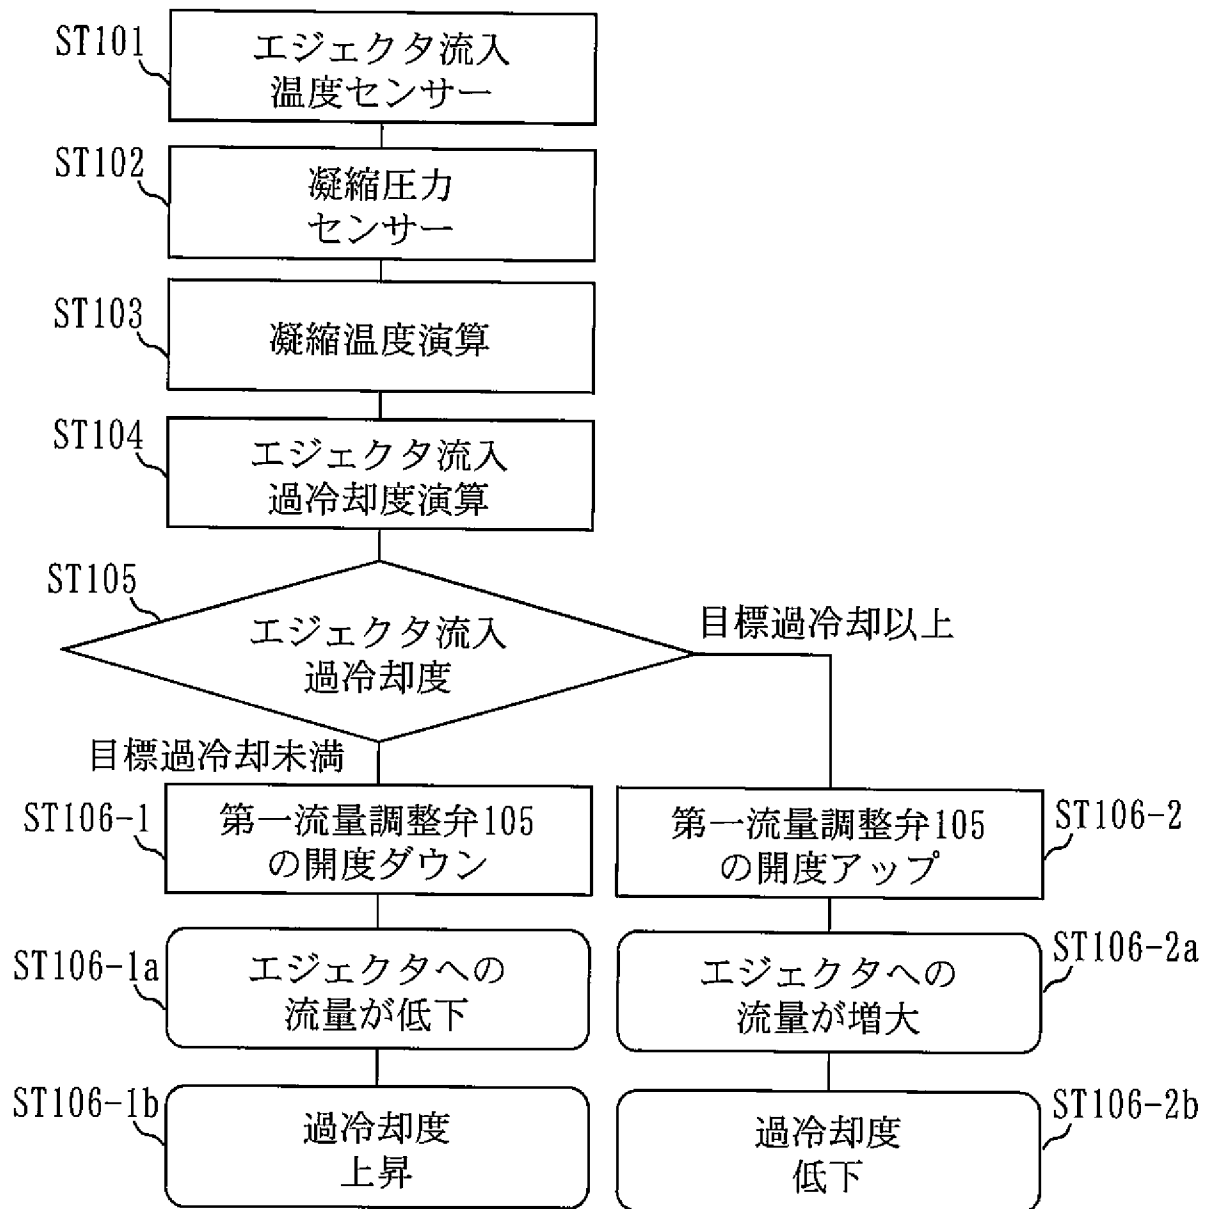 ST101
エジェクタ流入
温度センサー
ST102
凝縮圧力
センサー
ST103
凝縮温度演算
ST104
エジェクタ流入
過冷却度演算
ST105
エジェクタ流入
過冷却度
目標過冷却以上
目標過冷却未満
ST106-1
第一流量調整弁105
の開度ダウン
第一流量調整弁105
の開度アップ
ST106-2
ST106-1a
エジェクタへの
流量が低下
エジェクタへの
流量が増大
ST106-2a
ST106-1b
過冷却度
上昇
過冷却度
低下
ST106-2b